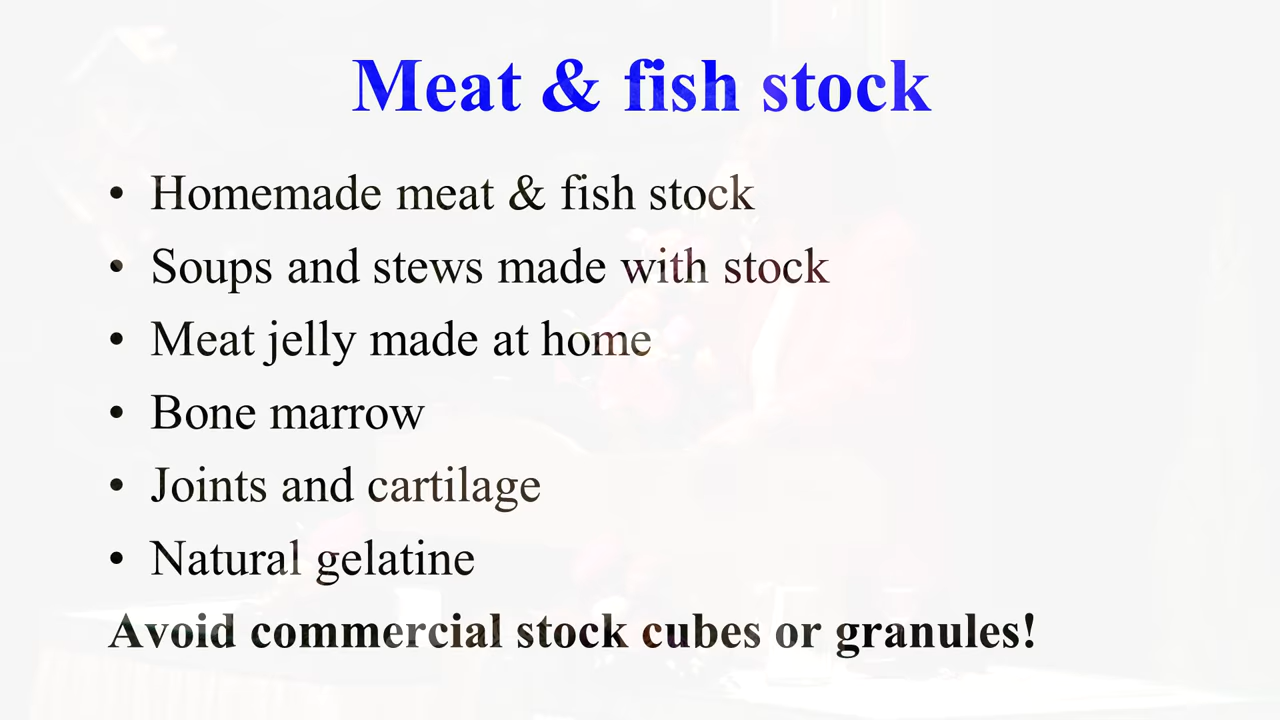 Meat & fish stock
• Homemade meat & fish stock
• Soups and stews made with stock
• Meat jelly made at home
• Bone marrow
• Joints and cartilage
• Natural gelatine
Avoid commercial stock cubes or granules!